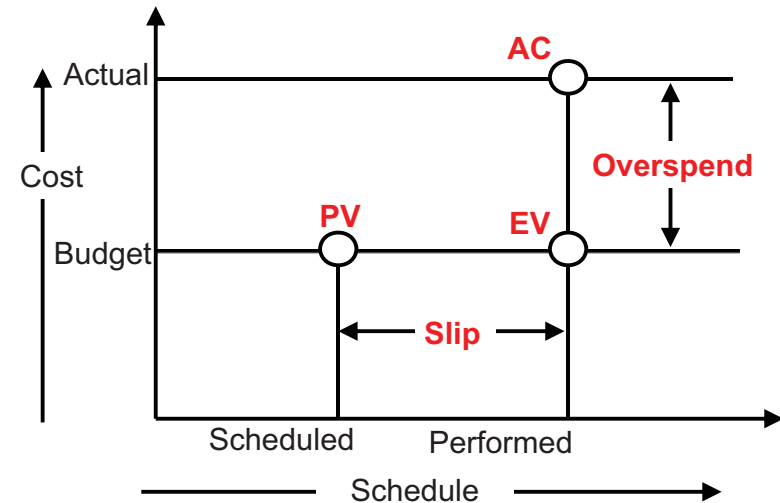 AC
Actual
Overspend
Cost
PV
EV
Budget
Slip
Scheduled
Performed
Schedule